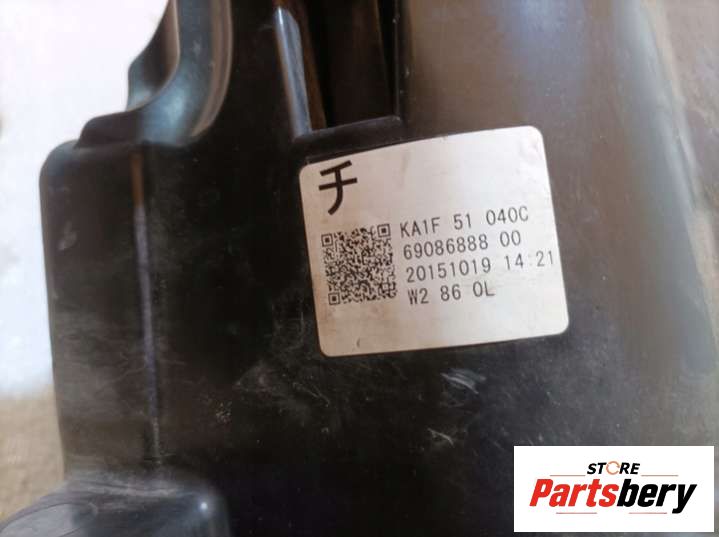 チ
KA1F 51 040C
69086888 00
20151019 14:21
W2 86 0L
STORE
Partsbery